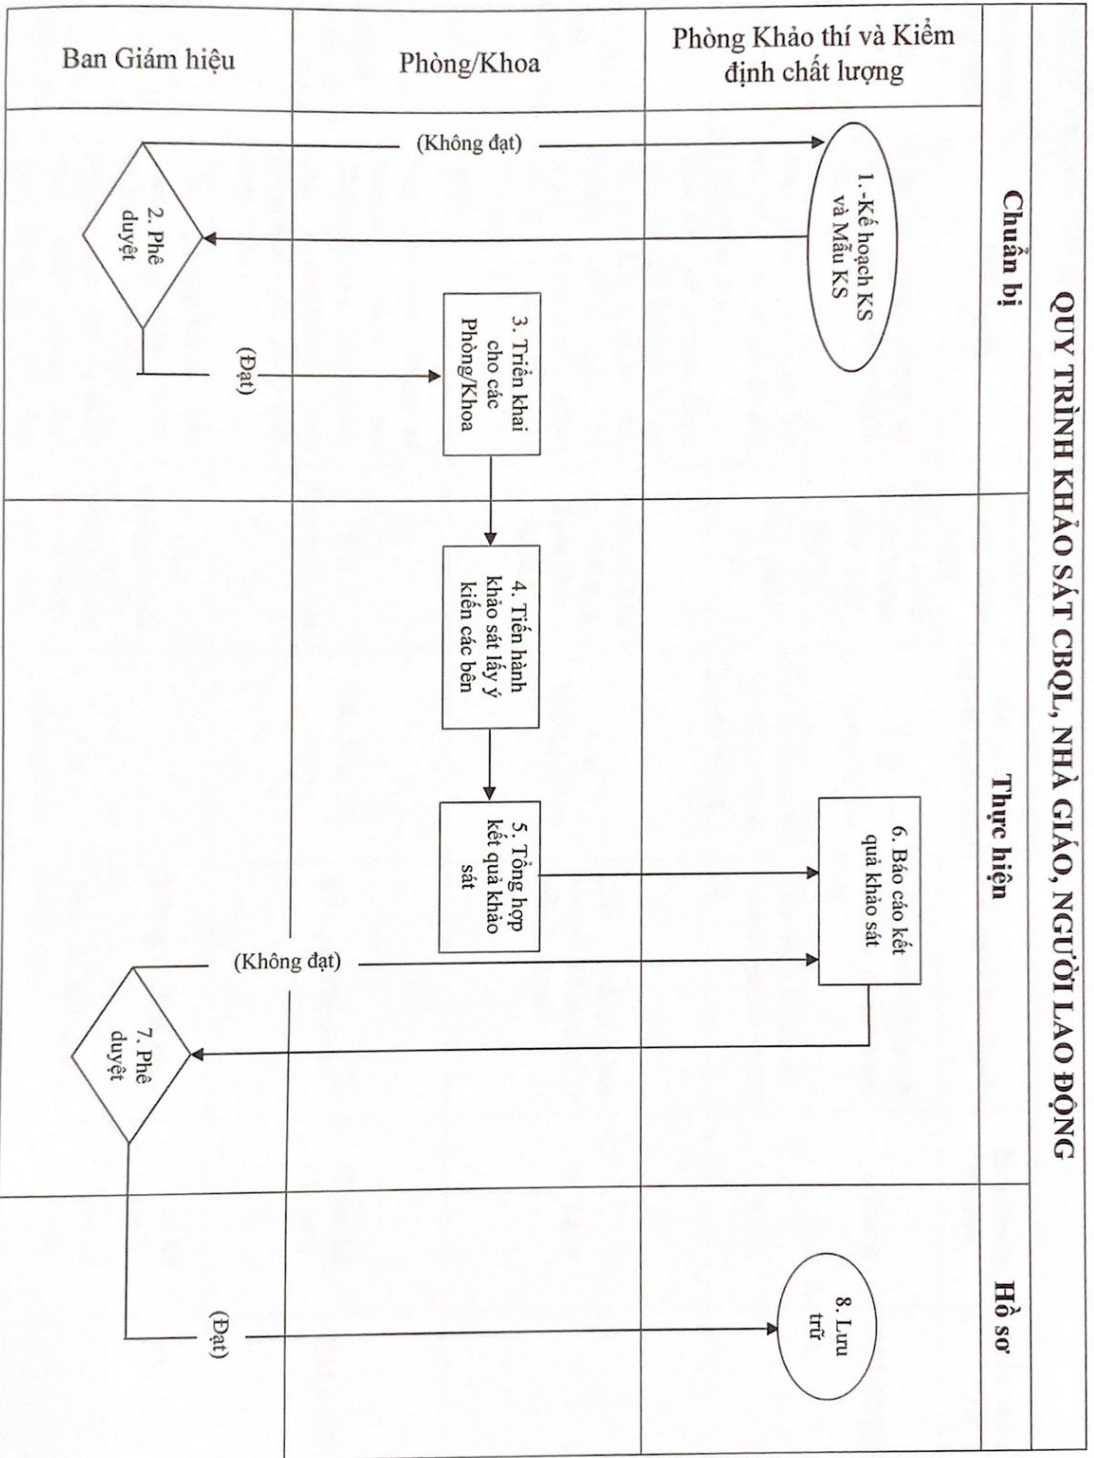 QUY TRÌNH KHẢO SÁT CBQL, NHÀ GIÁO, NGƯỜI LAO ĐỘNG
Chuẩn bị
Thực hiện
Hồ sơ
Phòng Khảo thí và Kiểm
định chất lượng
1.-Kế hoạch KS
và Mẫu KS
6. Báo cáo kết
quả khảo sát
8. Lưu
trữ
Phòng/Khoa
(Không đạt)
3. Triển khai
cho các
Phòng/Khoa
4. Tiến hành
khảo sát lấy ý
kiến các bên
5. Tổng hợp
kết quả khảo
sát
(Không đạt)
Ban Giám hiệu
2. Phê
duyệt
(Đạt)
7. Phê
duyệt
(Đạt)